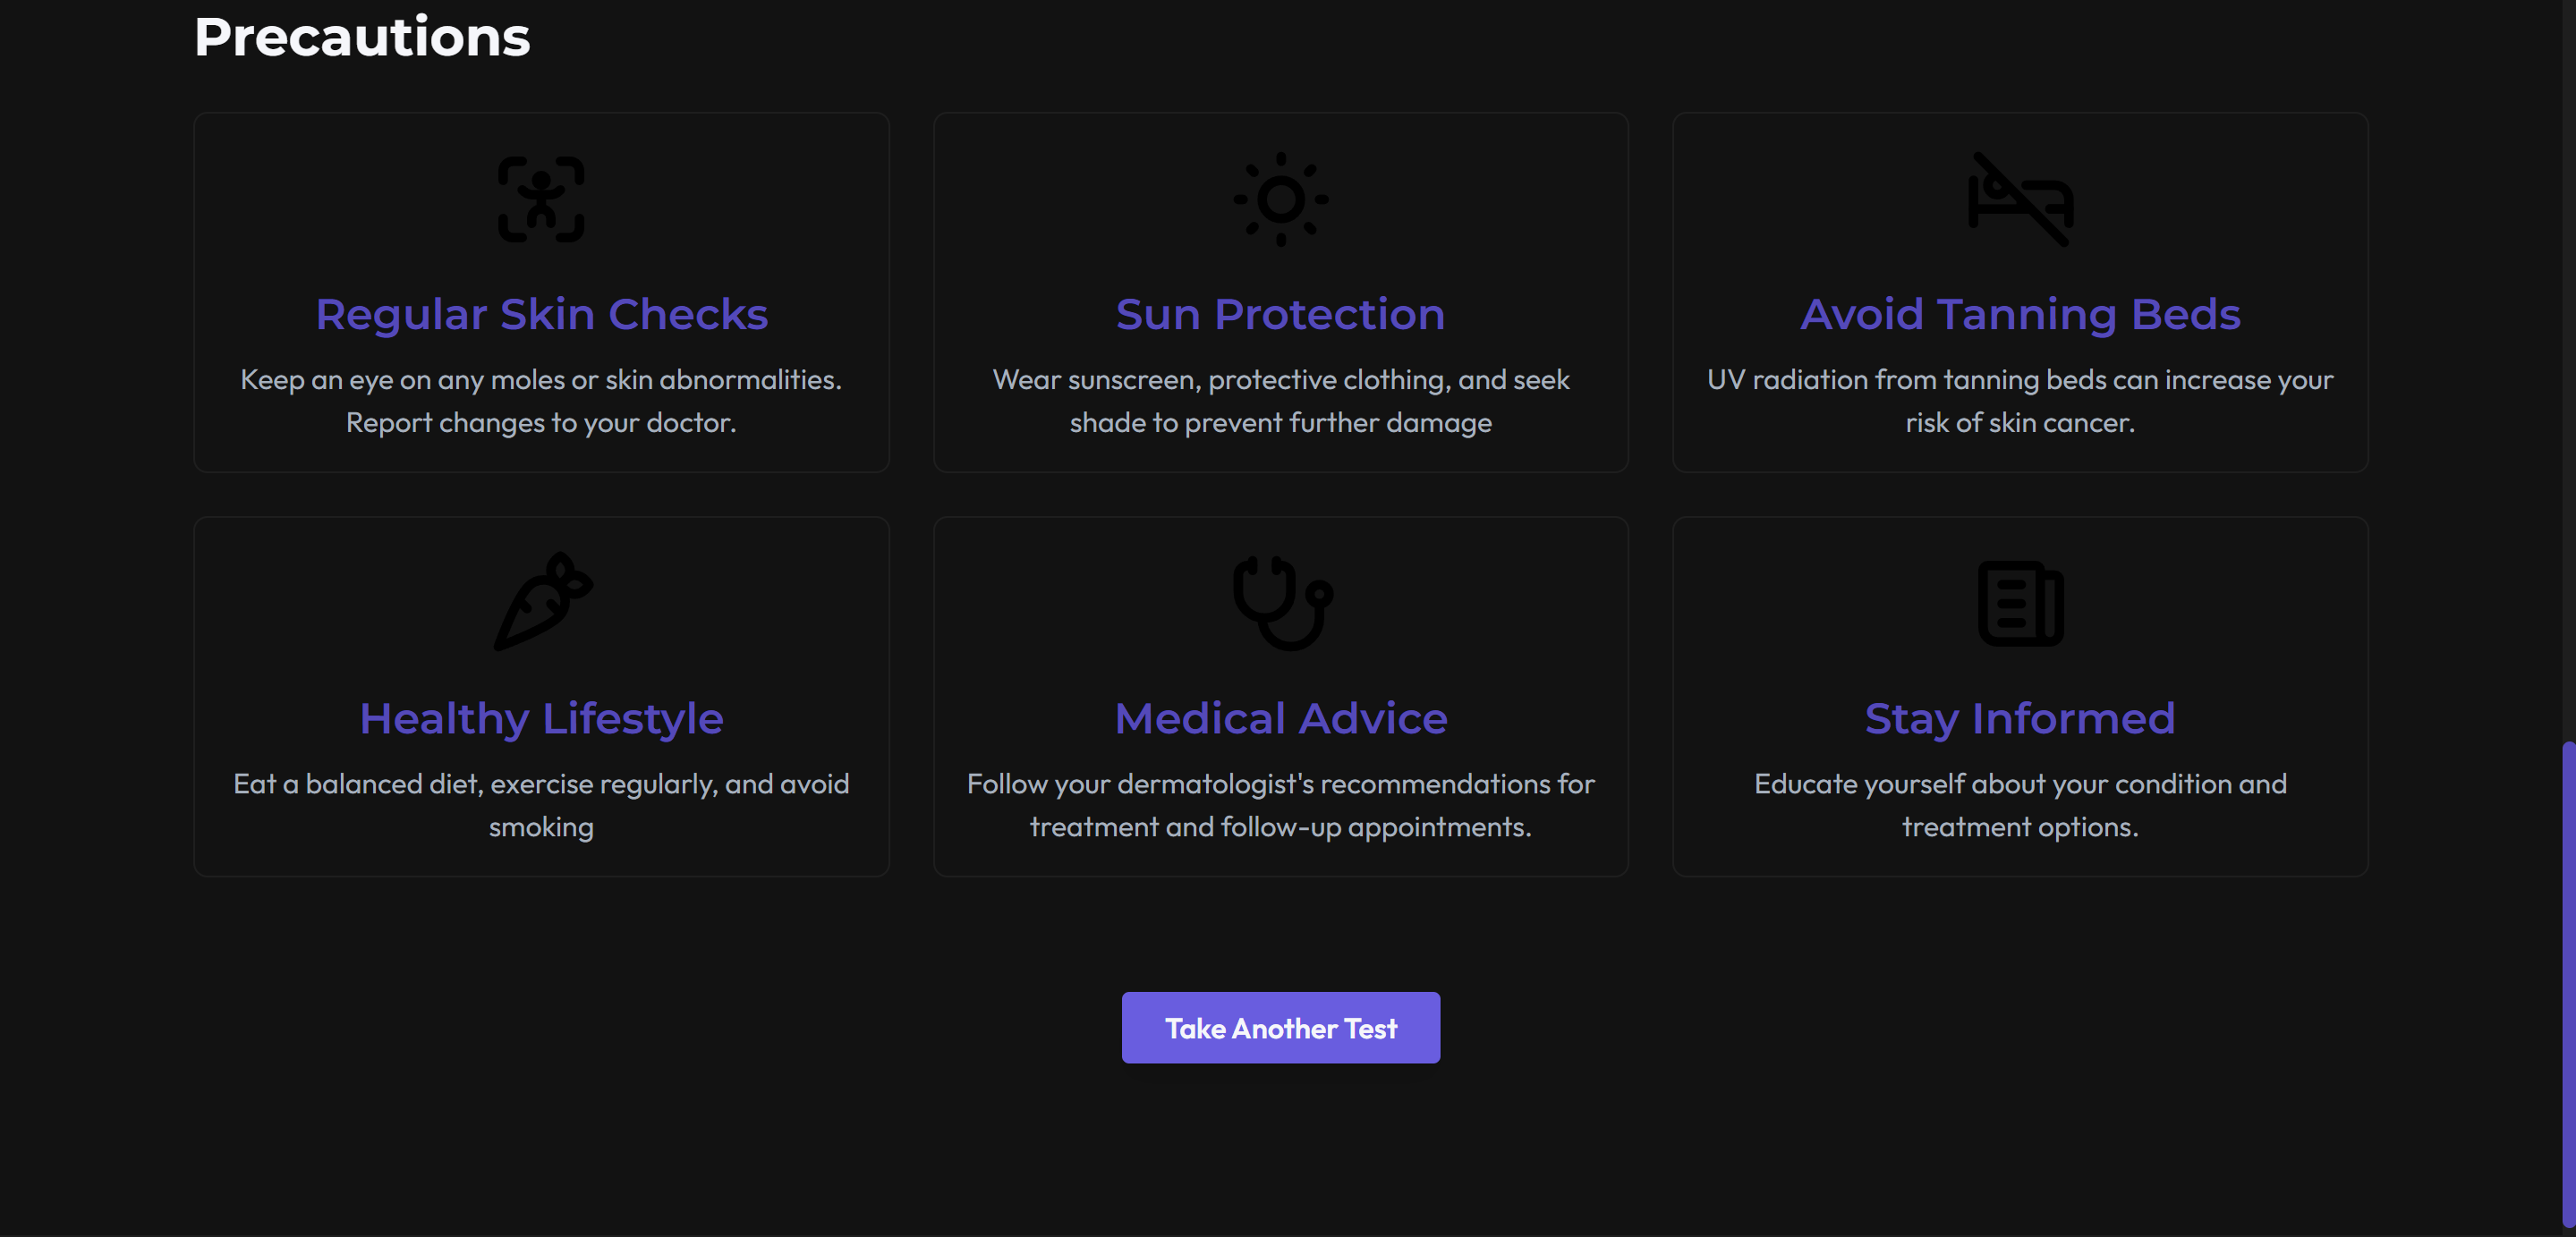 Precautions
Regular Skin Checks
Keep an eye on any moles or skin abnormalities.
Report changes to your doctor.
Sun Protection
Wear sunscreen, protective clothing, and seek
shade to prevent further damage
Avoid Tanning Beds
UV radiation from tanning beds can increase your
risk of skin cancer.
Healthy Lifestyle
Eat a balanced diet, exercise regularly, and avoid
smoking
Medical Advice
Follow your dermatologist's recommendations for
treatment and follow-up appointments.
Stay Informed
Educate yourself about your condition and
treatment options.
Take Another Test